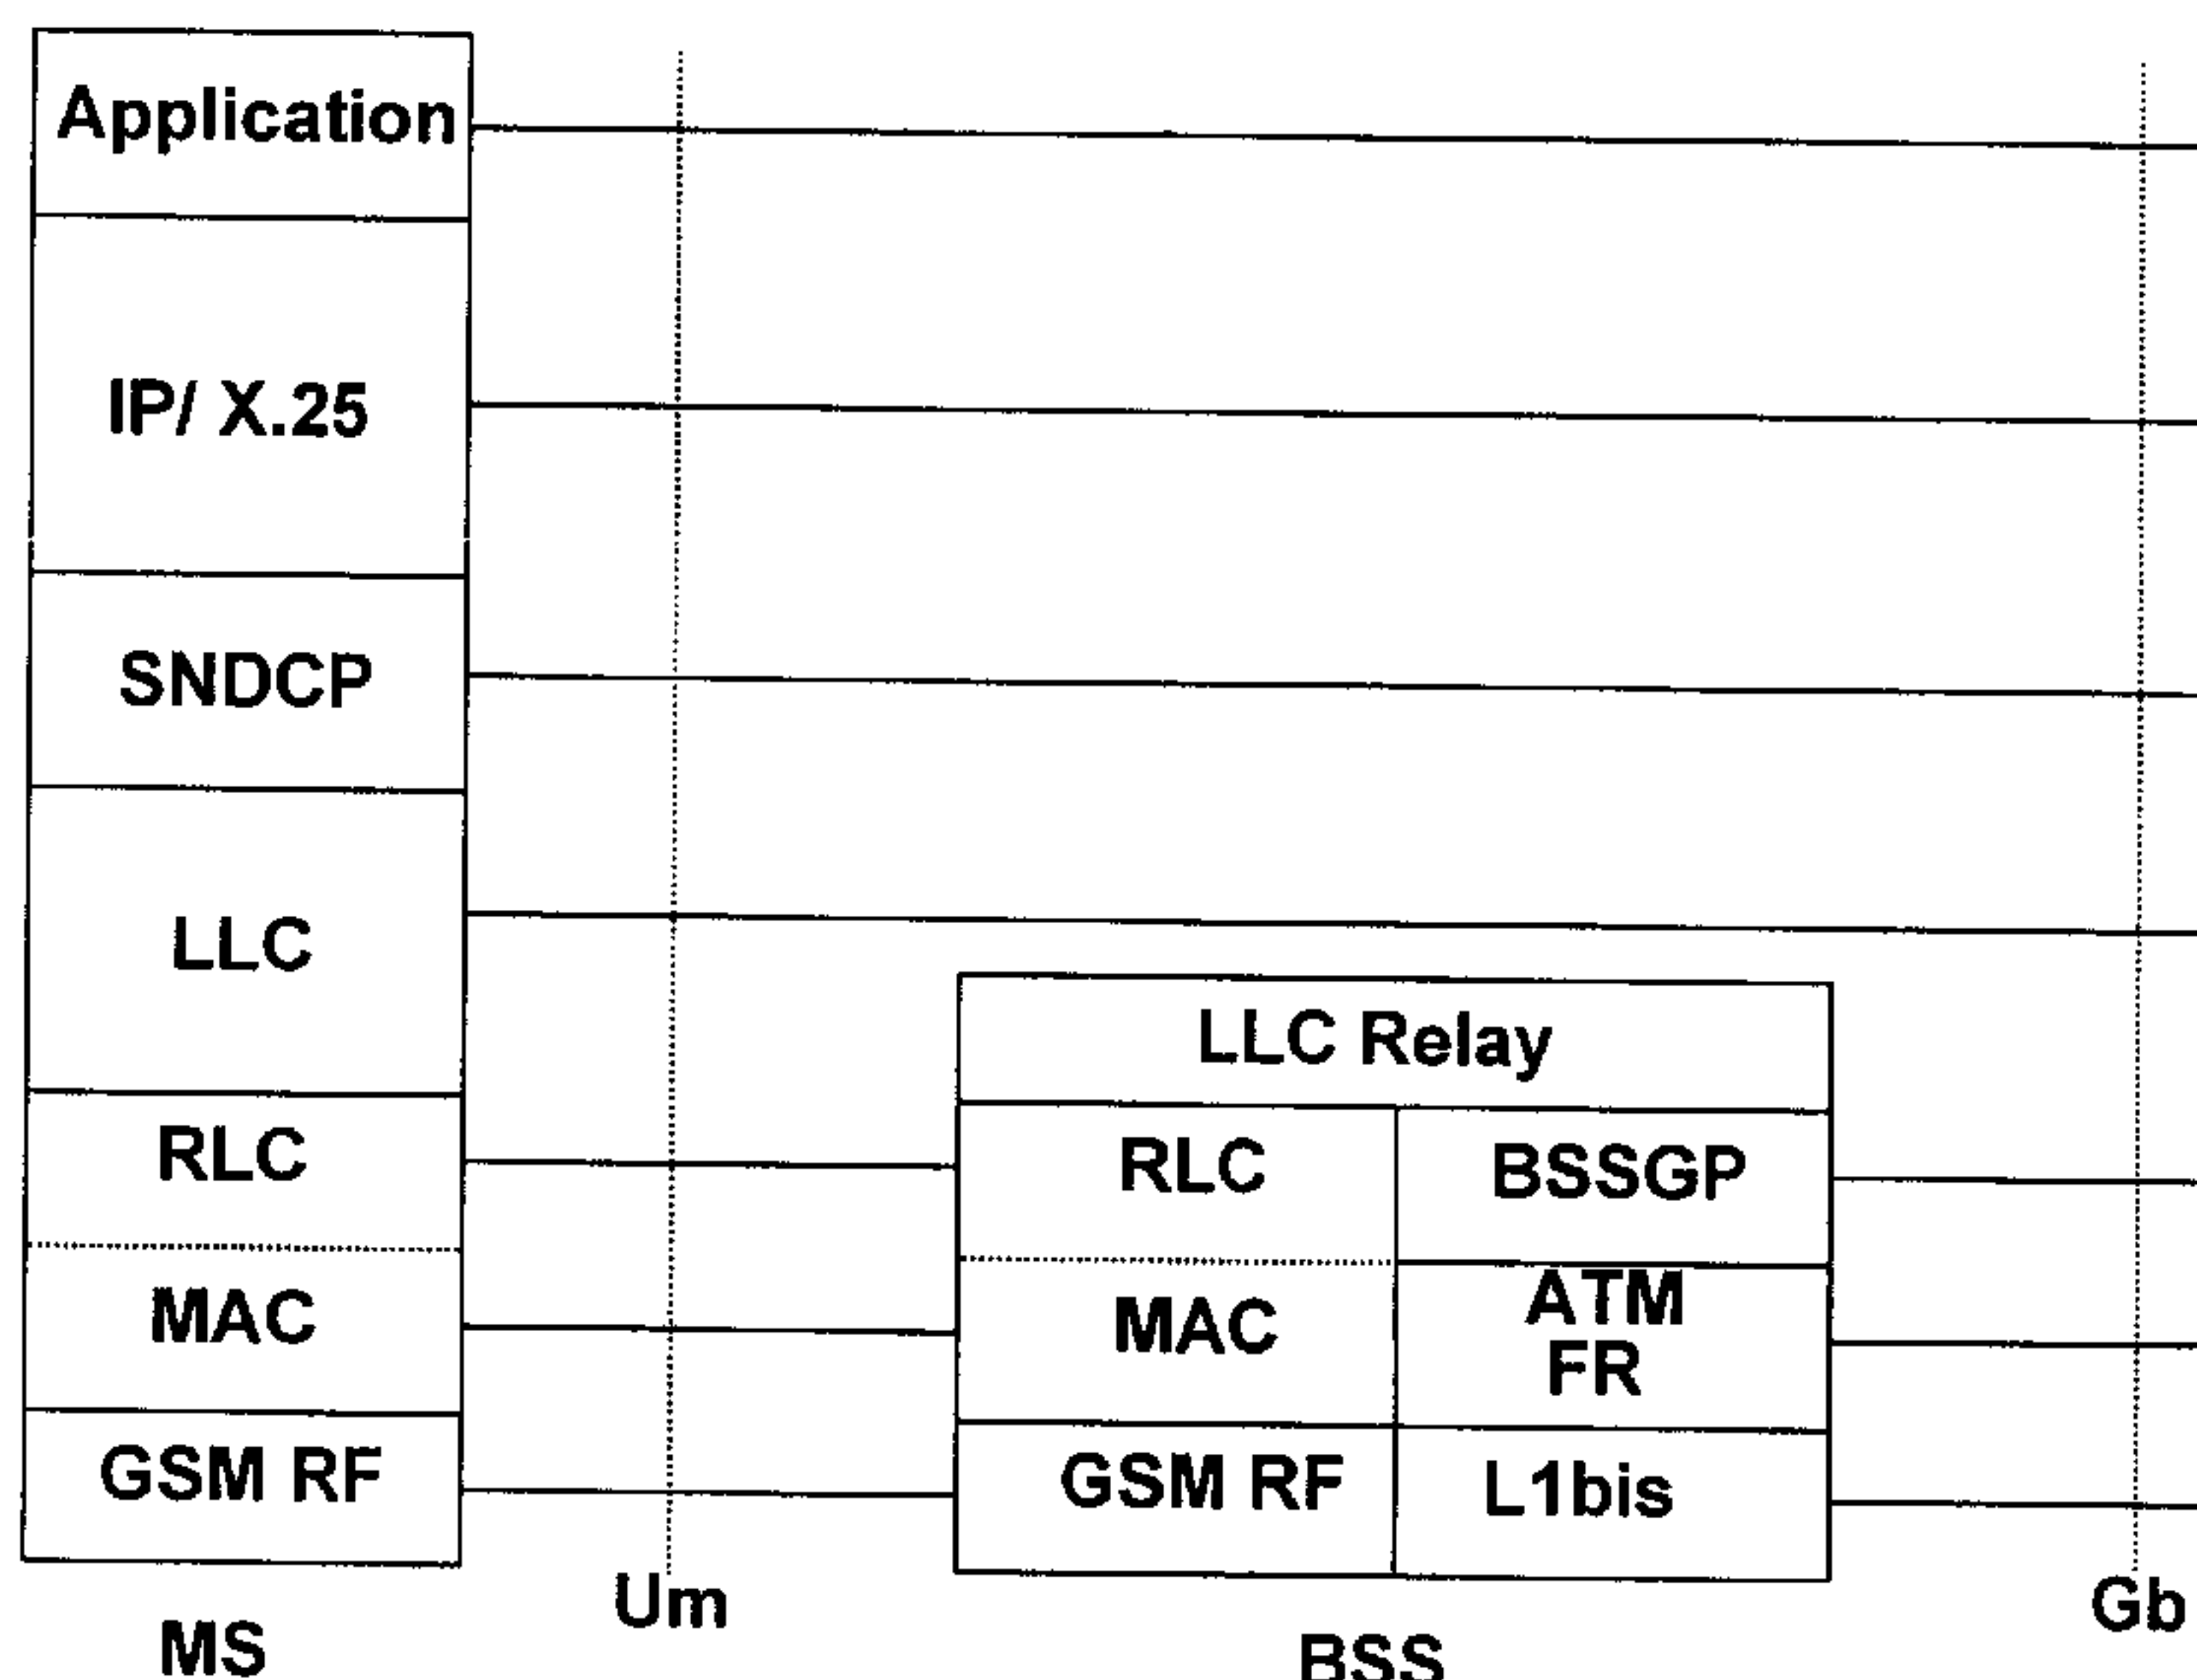 Application
IP/ X.25
SNDCP
LLC
RLC
MAC
GSM RF
MS
Um
LLC Relay
RLC
BSSGP
MAC
ATM
FR
GSM RF
L1bis
BSS
Gb